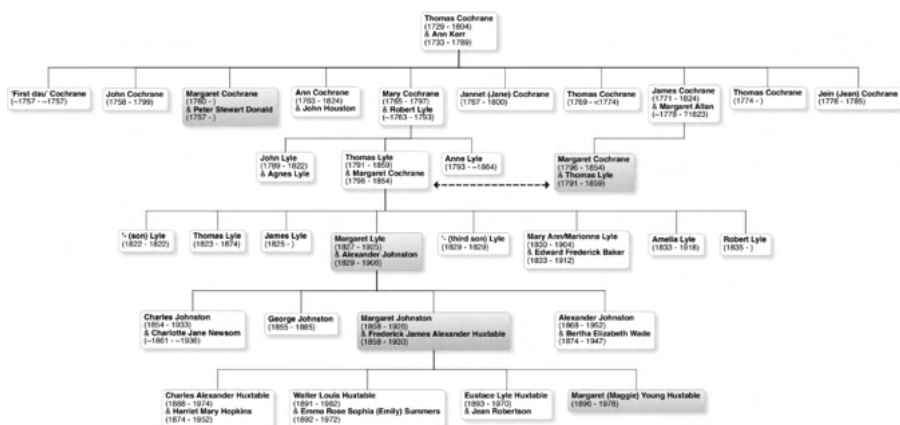 Thomas Cochrane
(1729 - 1804)
& Ann Kerr
(1733 - 1789)
'First dau' Cochrane
(~1757 - ~1757)
John Cochrane
(1758 - 1799)
Margaret Cochrane
(1760 - )
& Peter Stewart Donald
(1757 - )
Ann Cochrane
(1763 - 1824)
& John Houston
Mary Cochrane
(1765 - 1797)
& Robert Lyle
(~1763 - 1793)
Jannet (Jane) Cochrane
(1767 - 1800)
Thomas Cochrane
(1769 - <1774)
James Cochrane
(1771 - 1824)
& Margaret Allan
(~1778 - ?1823)
Thomas Cochrane
(1774 - )
Jein (Jean) Cochrane
(1776 - 1785)
John Lyle
(1789 - 1822)
& Agnes Lyle
Thomas Lyle
(1791 - 1859)
& Margaret Cochrane
(1796 - 1854)
Anne Lyle
(1793 - ~1864)
Margaret Cochrane
(1796 - 1854)
& Thomas Lyle
(1791 - 1859)
'- (son) Lyle
(1822 - 1822)
Thomas Lyle
(1823 - 1874)
James Lyle
(1825 - )
Margaret Lyle
(1827 - 1925)
& Alexander Johnston
(1829 - 1906)
'- (third son) Lyle
(1829 - 1829)
Mary Ann/Marionne Lyle
(1830 - 1904)
& Edward Frederick Baker
(1833 - 1912)
Amelia Lyle
(1833 - 1918)
Robert Lyle
(1835 - )
Charles Johnston
(1854 - 1933)
& Charlotte Jane Newsom
(~1861 - ~1936)
George Johnston
(1855 - 1885)
Margaret Johnston
(1858 - 1926)
& Frederick James Alexander Huxtable
(1858 - 1930)
Alexander Johnston
(1868 - 1952)
& Bertha Elizabeth Wade
(1874 - 1947)
Charles Alexander Huxtable
(1888 - 1974)
& Harriet Mary Hopkins
(1874 - 1952)
Walter Louis Huxtable
(1891 - 1982)
& Emma Rose Sophia (Emily) Summers
(1892 - 1972)
Eustace Lyle Huxtable
(1893 - 1970)
& Jean Robertson
Margaret (Maggie) Young Huxtable
(1896 - 1978)